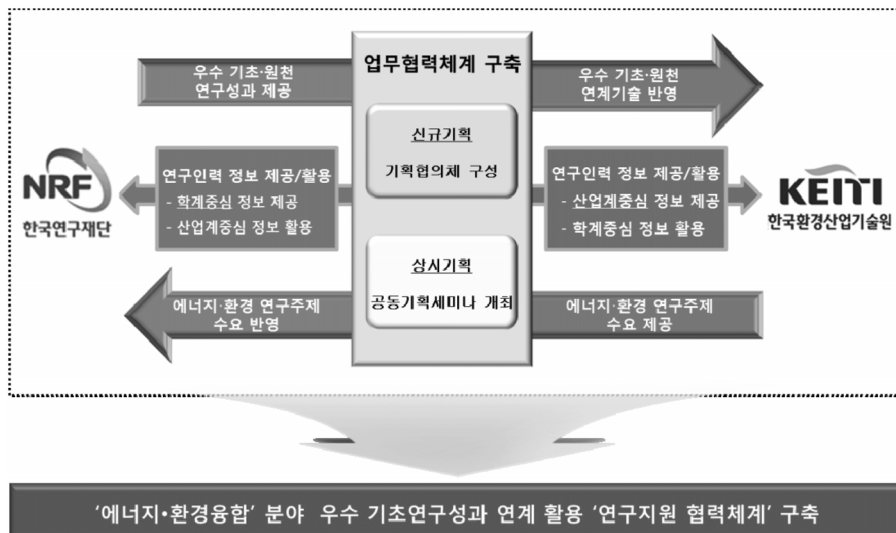 업무협력체계 구축
우수 기초·원천
연구성과 제공
우수 기초·원천
연계기술 반영
신규기획
기획협의체 구성
NRF
한국연구재단
연구인력 정보 제공/활용
- 학계중심 정보 제공
- 산업계중심 정보 활용
연구인력 정보 제공/활용
- 산업계중심 정보 제공
- 학계중심 정보 활용
KEITI
한국환경산업기술원
상시기획
공동기획세미나 개최
에너지·환경 연구주제
수요 반영
에너지·환경 연구주제
수요 제공
‘에너지•환경융합’ 분야 우수 기초연구성과 연계 활용 ‘연구지원 협력체계’ 구축